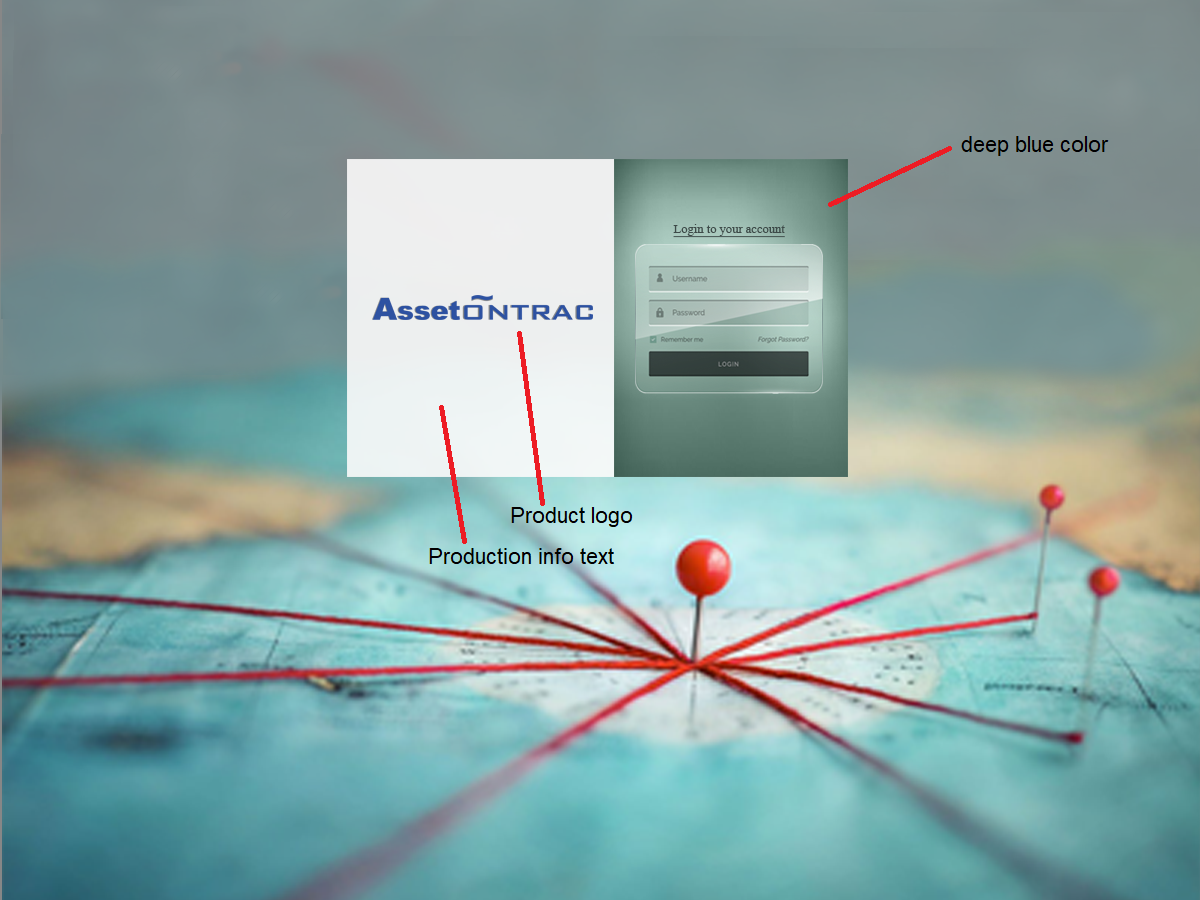 deep blue color
Login to your account
Username
AssetONTRAC
Password
Remember me
Forgot Password?
LOGIN
Product logo
Production info text